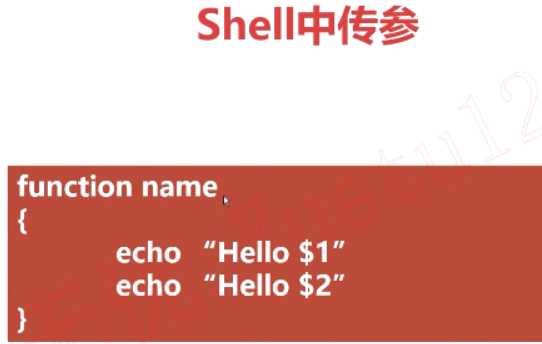 Shell中传参
function name
{
echo “Hello $1”
echo “Hello $2”
}